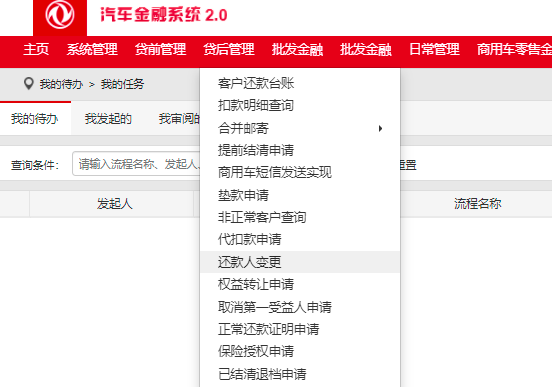 汽车金融系统 2.0
主页 系统管理 贷前管理 贷后管理 批发金融 批发金融 日常管理 商用车零售金
我的待办 > 我的任务
我的待办 我发起的 我审阅的
查询条件： 请输入流程名称、发起人、 重置
发起人 流程名称
客户还款台账
扣款明细查询
合并邮寄
提前结清申请
商用车短信发送实现
垫款申请
非正常客户查询
代扣款申请
还款人变更
权益转让申请
取消第一受益人申请
正常还款证明申请
保险授权申请
已结清退档申请